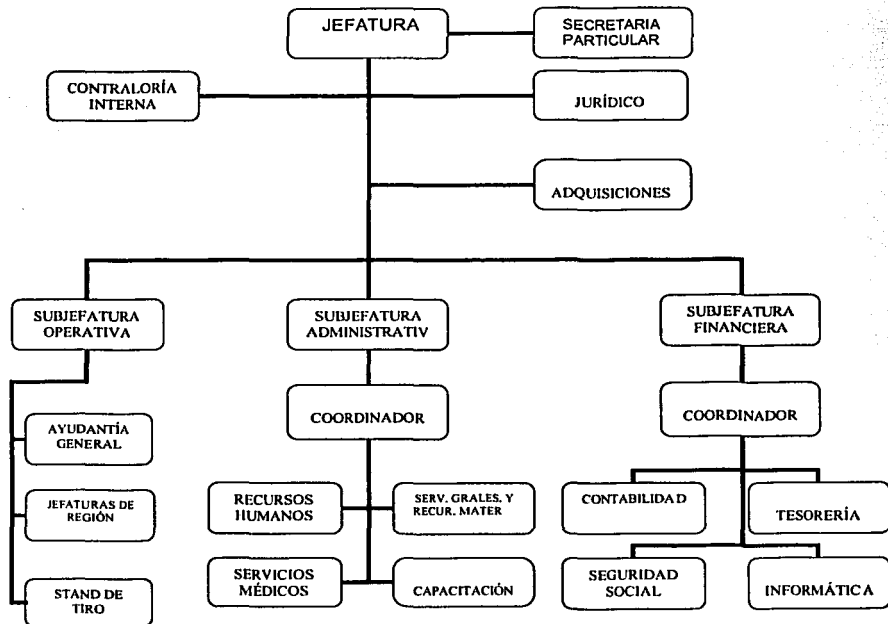 JEFATURA
SECRETARIA
PARTICULAR
CONTRALORÍA
INTERNA
JURÍDICO
ADQUISICIONES
SUBJEFATURA
OPERATIVA
SUBJEFATURA
ADMINISTRATIV
SUBJEFATURA
FINANCIERA
COORDINADOR
COORDINADOR
AYUDANTÍA
GENERAL
JEFATURAS DE
REGIÓN
STAND DE
TIRO
RECURSOS
HUMANOS
SERV. GRALES. Y
RECUR. MATER
SERVICIOS
MÉDICOS
CAPACITACIÓN
CONTABILIDAD
TESORERÍA
SEGURIDAD
SOCIAL
INFORMÁTICA